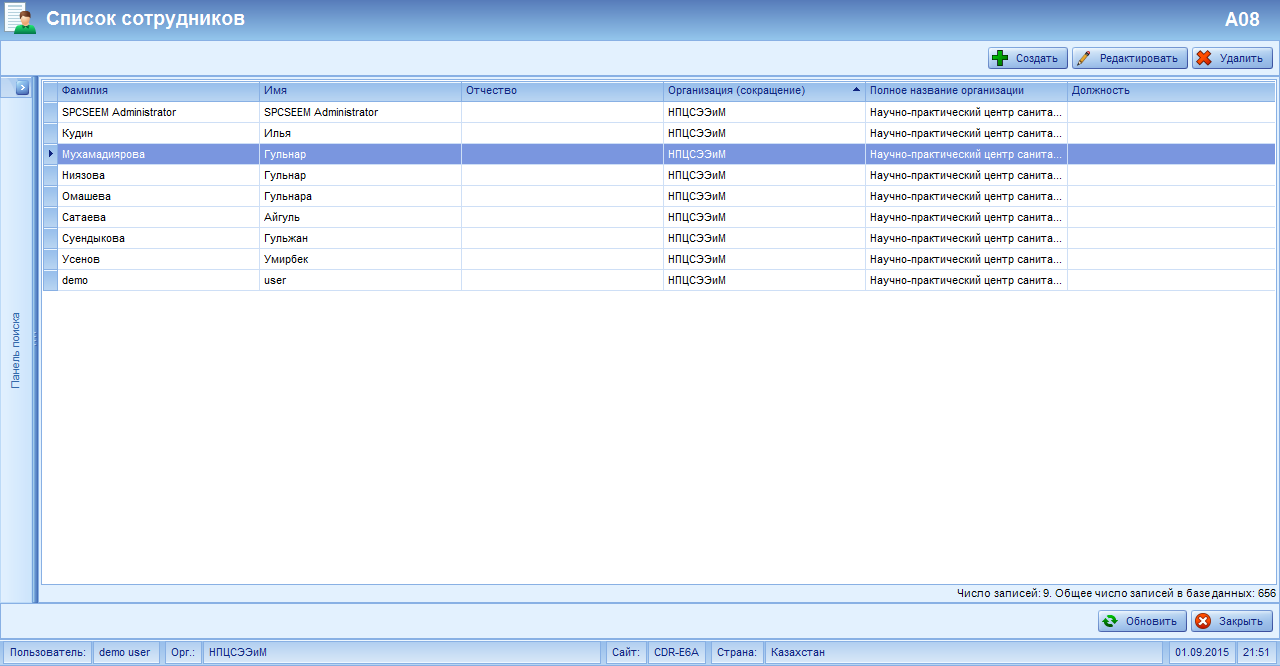 Список сотрудников A08
Создать Редактировать Удалить
Фамилия Имя Отчество Организация (сокращение) Полное название организации Должность
SPCSEEM Administrator SPCSEEM Administrator НПЦСЭЭиМ Научно-практический центр санита...
Кудин Илья НПЦСЭЭиМ Научно-практический центр санита...
Мухамадиярова Гульнар НПЦСЭЭиМ Научно-практический центр санита...
Ниязова Гульнар НПЦСЭЭиМ Научно-практический центр санита...
Омашева Гульнара НПЦСЭЭиМ Научно-практический центр санита...
Сатаева Айгуль НПЦСЭЭиМ Научно-практический центр санита...
Суендыкова Гульжан НПЦСЭЭиМ Научно-практический центр санита...
Усенов Умирбек НПЦСЭЭиМ Научно-практический центр санита...
demo user НПЦСЭЭиМ Научно-практический центр санита...
Панель поиска
Число записей: 9. Общее число записей в базе данных: 656
Обновить Закрыть
Пользователь: demo user Орг.: НПЦСЭЭиМ Сайт: CDR-E6A Страна: Казахстан 01.09.2015 21:51